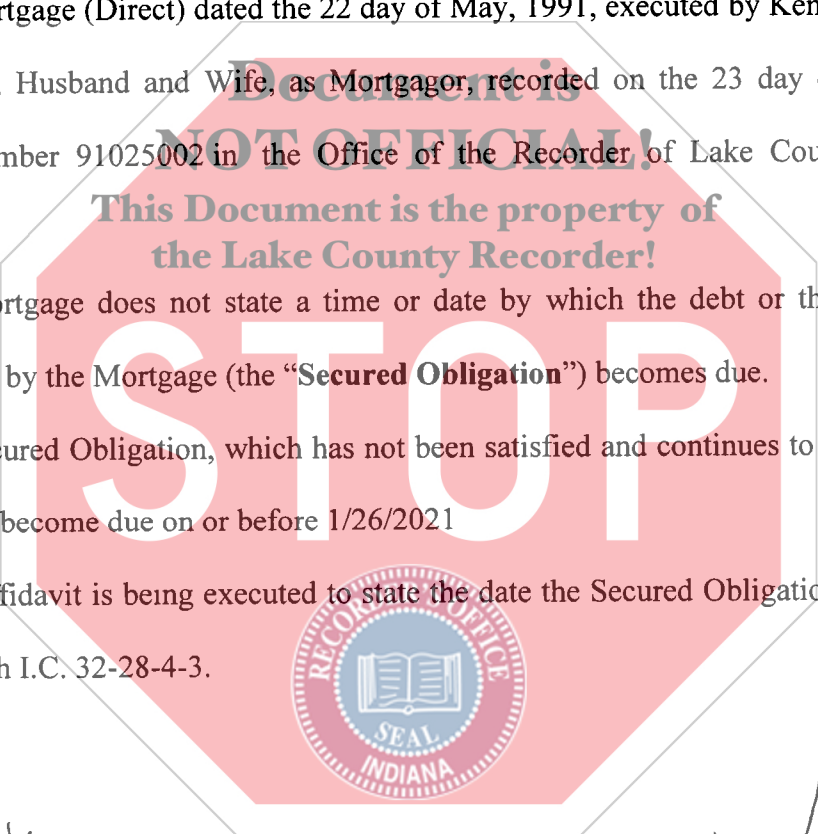 rtgage (Direct) dated the 22 day of May, 1991, executed by Ken
Husband and Wife, as Mortgagor, recorded on the 23 day
Document is
mber 91025002 in the Office of the Recorder of Lake Cou
NOT OFFICIAL!
This Document is the property of
the Lake County Recorder!
ortgage does not state a time or date by which the debt or th
by the Mortgage (the “Secured Obligation”) becomes due.
STOP
cured Obligation, which has not been satisfied and continues to
become due on or before 1/26/2021
fidavit is being executed to state the date the Secured Obligatio
h I.C. 32-28-4-3.
RECORDER'S OFFICE
SEAL
INDIANA